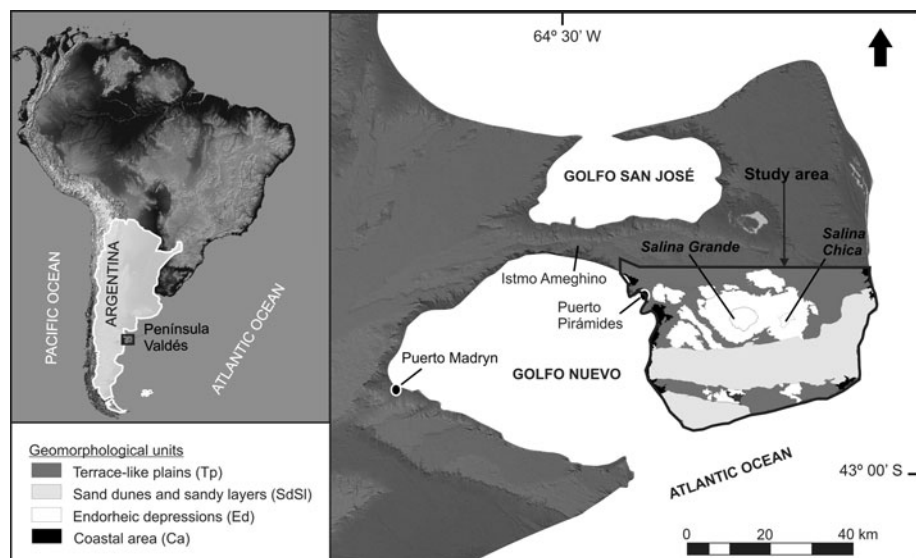 PACIFIC OCEAN
ARGENTINA
Península
Valdés
ATLANTIC OCEAN
Geomorphological units
Terrace-like plains (Tp)
Sand dunes and sandy layers (SdSl)
Endorheic depressions (Ed)
Coastal area (Ca)
64º 30' W
GOLFO SAN JOSÉ
Study area
Salina Grande
Salina
Chica
Istmo Ameghino
Puerto
Pirámides
Puerto Madryn
GOLFO NUEVO
ATLANTIC OCEAN
43º 00' S
0 20 40 km